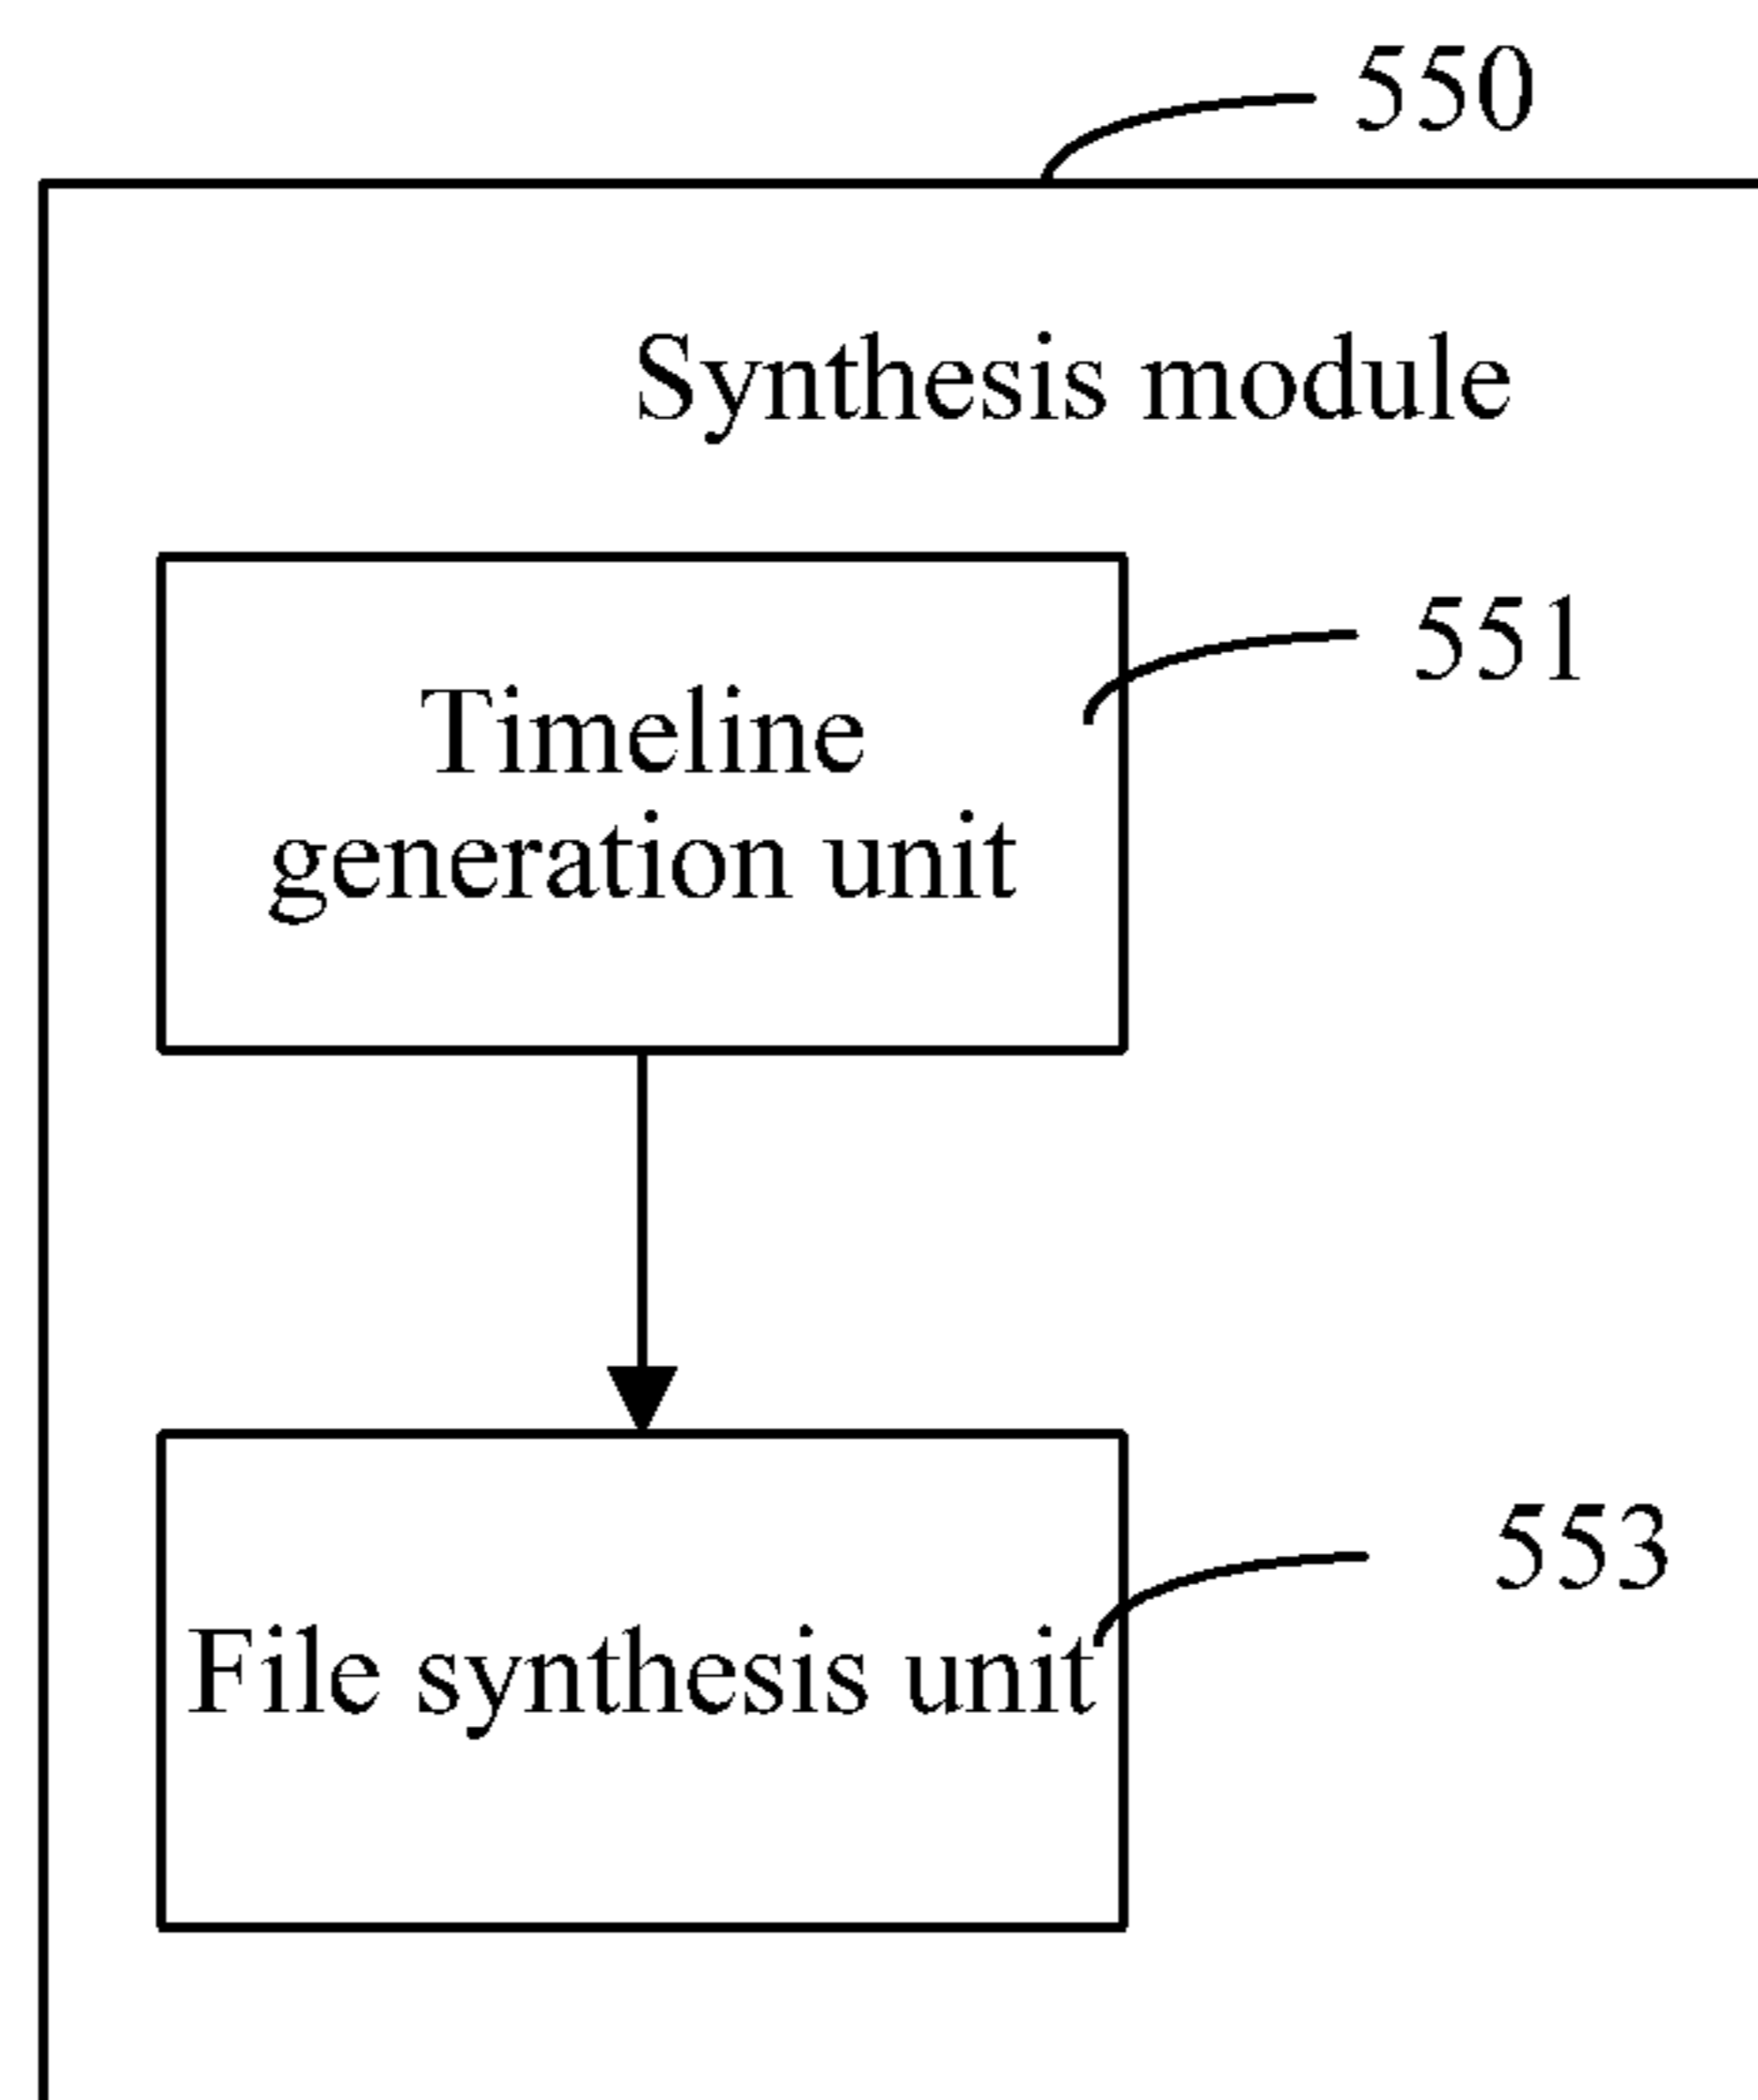 550
Synthesis module
551
Timeline
generation unit
553
File synthesis unit